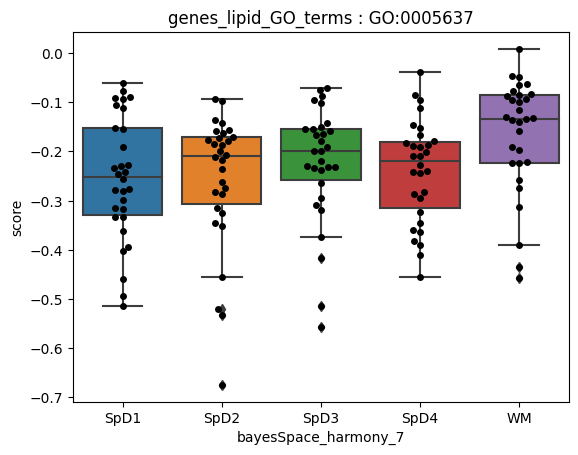 genes_lipid_GO_terms : GO:0005637
score
0.0
−0.1
−0.2
−0.3
−0.4
−0.5
−0.6
−0.7
SpD1 SpD2 SpD3 SpD4 WM
bayesSpace_harmony_7